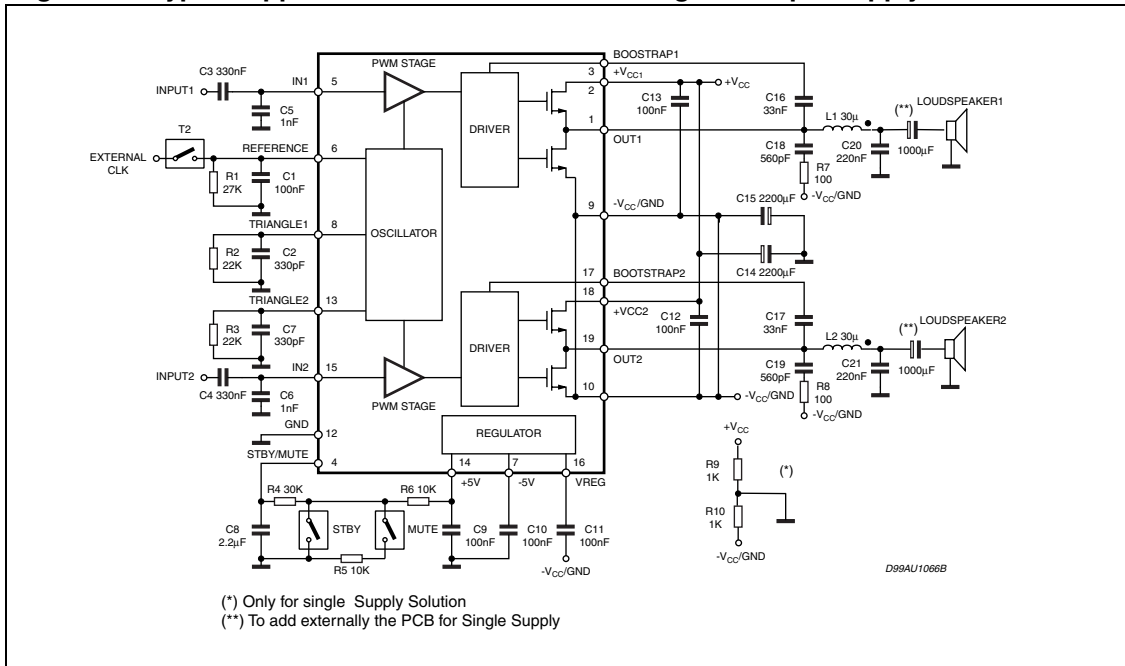 BOOSTRAP1
PWM STAGE
C3 330nF
IN1
5
3
+VCC1
+VCC
INPUT1
2
C13
100nF
C16
33nF
(**)
LOUDSPEAKER1
C5
1nF
DRIVER
1
OUT1
L1 30μ
T2
C18
560pF
C20
220nF
1000μF
EXTERNAL
CLK
REFERENCE
6
R7
100
R1
27K
C1
100nF
-VCC/GND
9
-VCC/GND
C15 2200μF
TRIANGLE1
8
OSCILLATOR
R2
22K
C2
330pF
C14 2200μF
17
BOOTSTRAP2
TRIANGLE2
13
18
+VCC2
C12
100nF
C17
33nF
(**)
LOUDSPEAKER2
R3
22K
C7
330pF
DRIVER
19
OUT2
L2 30μ
IN2
15
C19
560pF
C21
220nF
1000μF
INPUT2
C4 330nF
C6
1nF
PWM STAGE
10
-VCC/GND
R8
100
-VCC/GND
GND
12
REGULATOR
+VCC
STBY/MUTE
4
14
7
16
+5V
-5V
VREG
R9
1K
(*)
R4 30K
R6 10K
R10
1K
C8
2.2μF
STBY
MUTE
C9
100nF
C10
100nF
C11
100nF
R5 10K
-VCC/GND
-VCC/GND
D99AU1066B
(*) Only for single Supply Solution
(**) To add externally the PCB for Single Supply